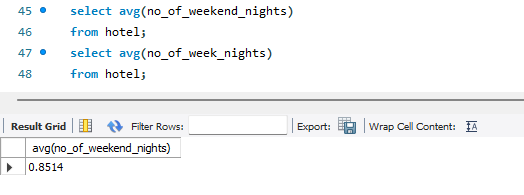 45 select avg(no_of_weekend_nights)
46 from hotel;
47 select avg(no_of_week_nights)
48 from hotel;
Result Grid Filter Rows: Export: Wrap Cell Content:
avg(no_of_weekend_nights)
0.8514